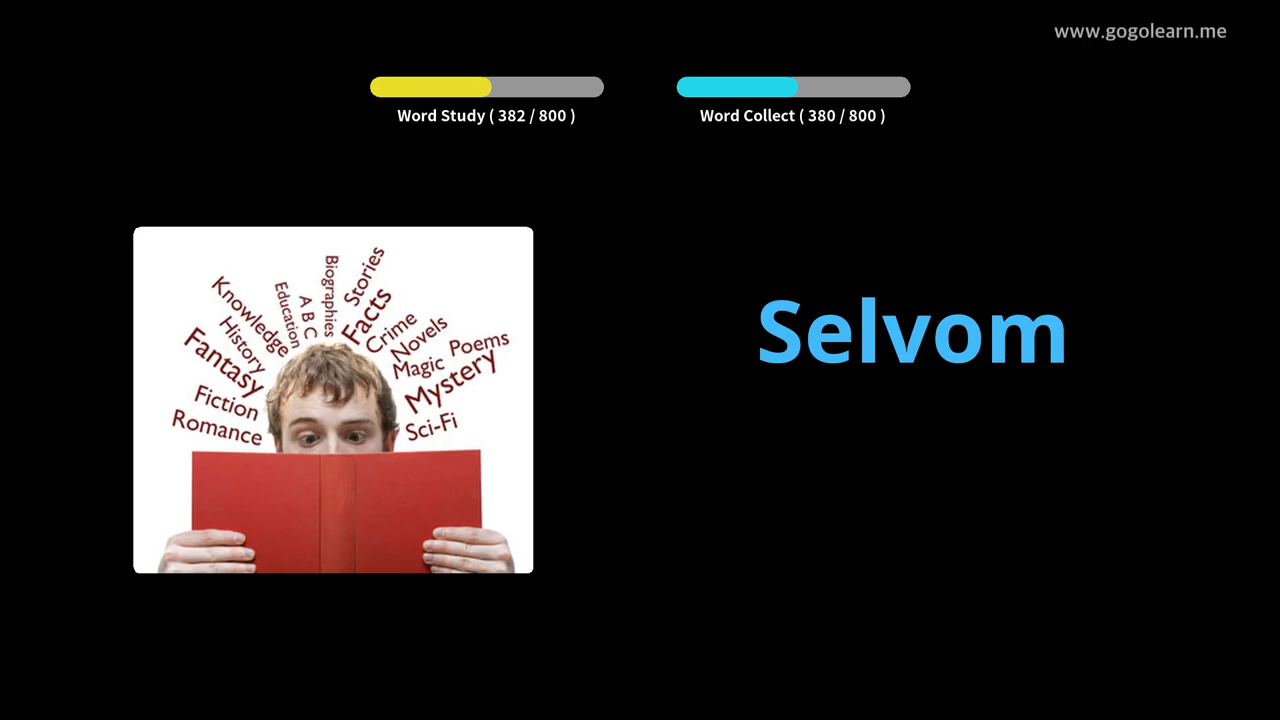 www.gogolearn.me
Word Study ( 382 / 800 )
Word Collect ( 380 / 800 )
Selvom
Romance
Fiction
Fantasy
History
Knowledge
Education
A B C
Biographies
Stories
Facts
Crime
Novels
Magic
Poems
Mystery
Sci-Fi